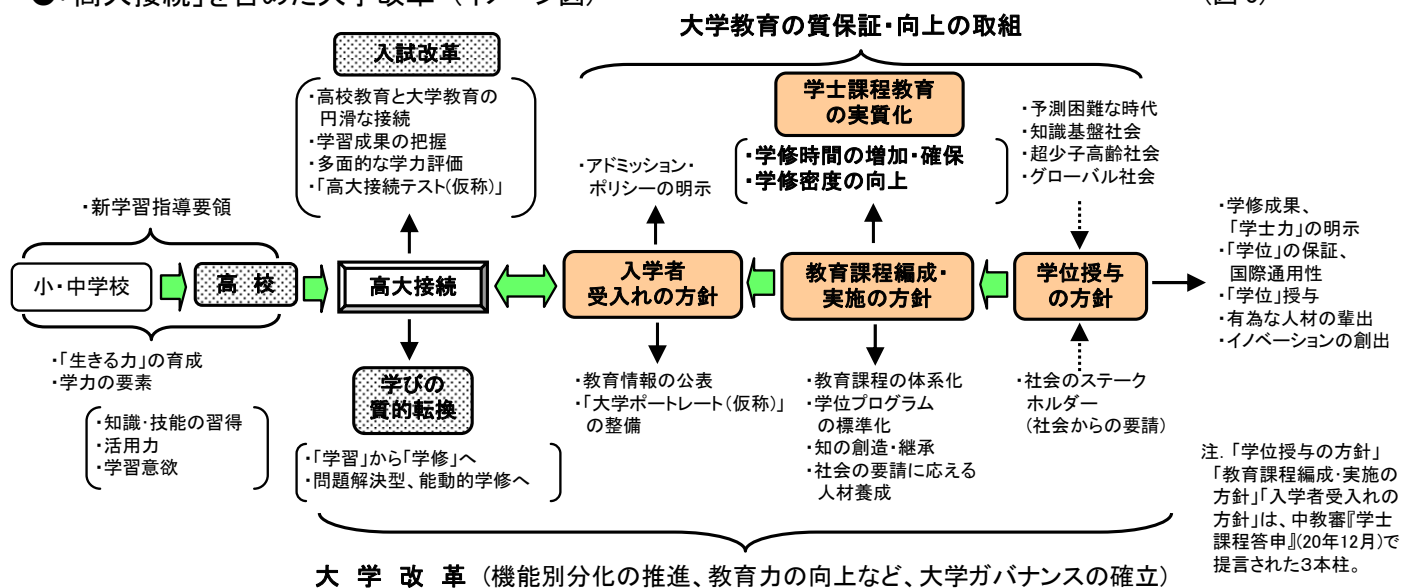 ●「高大接続」を含めた大学改革（イメージ図）
大学教育の質保証・向上の取組
入試改革
・高校教育と大学教育の
円滑な接続
・学習成果の把握
・多面的な学力評価
・「高大接続テスト(仮称)」
学士課程教育
の実質化
・学修時間の増加・確保
・学修密度の向上
・アドミッション・
ポリシーの明示
・予測困難な時代
・知識基盤社会
・超少子高齢社会
・グローバル社会
・新学習指導要領
小・中学校
高 校
高大接続
入学者
受入れの方針
教育課程編成・
実施の方針
学位授与
の方針
・学修成果、
「学士力」の明示
・「学位」の保証、
国際通用性
・「学位」授与
・有為な人材の輩出
・イノベーションの創出
・「生きる力」の育成
・学力の要素
・知識・技能の習得
・活用力
・学習意欲
学びの
質的転換
・「学習」から「学修」へ
・問題解決型、能動的学修へ
・教育情報の公表
・「大学ポートレート(仮称)」
の整備
・教育課程の体系化
・学位プログラム
の標準化
・知の創造・継承
・社会の要請に応える
人材養成
・社会のステーク
ホルダー
(社会からの要請)
注．「学位授与の方針」
「教育課程編成・実施の
方針」「入学者受入れの
方針」は、中教審『学士
課程答申』(20年12月)で
提言された３本柱。
大 学 改 革 （機能別分化の推進、教育力の向上など、大学ガバナンスの確立）